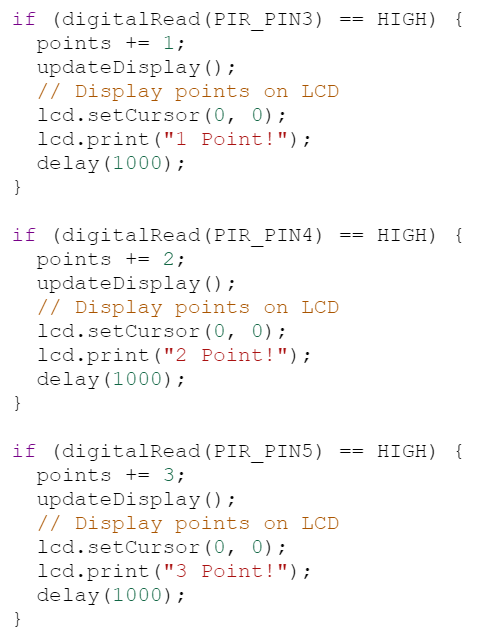 if (digitalRead(PIR_PIN3) == HIGH) {
  points += 1;
  updateDisplay();
  // Display points on LCD
  lcd.setCursor(0, 0);
  lcd.print("1 Point!");
  delay(1000);
}

if (digitalRead(PIR_PIN4) == HIGH) {
  points += 2;
  updateDisplay();
  // Display points on LCD
  lcd.setCursor(0, 0);
  lcd.print("2 Point!");
  delay(1000);
}

if (digitalRead(PIR_PIN5) == HIGH) {
  points += 3;
  updateDisplay();
  // Display points on LCD
  lcd.setCursor(0, 0);
  lcd.print("3 Point!");
  delay(1000);
}